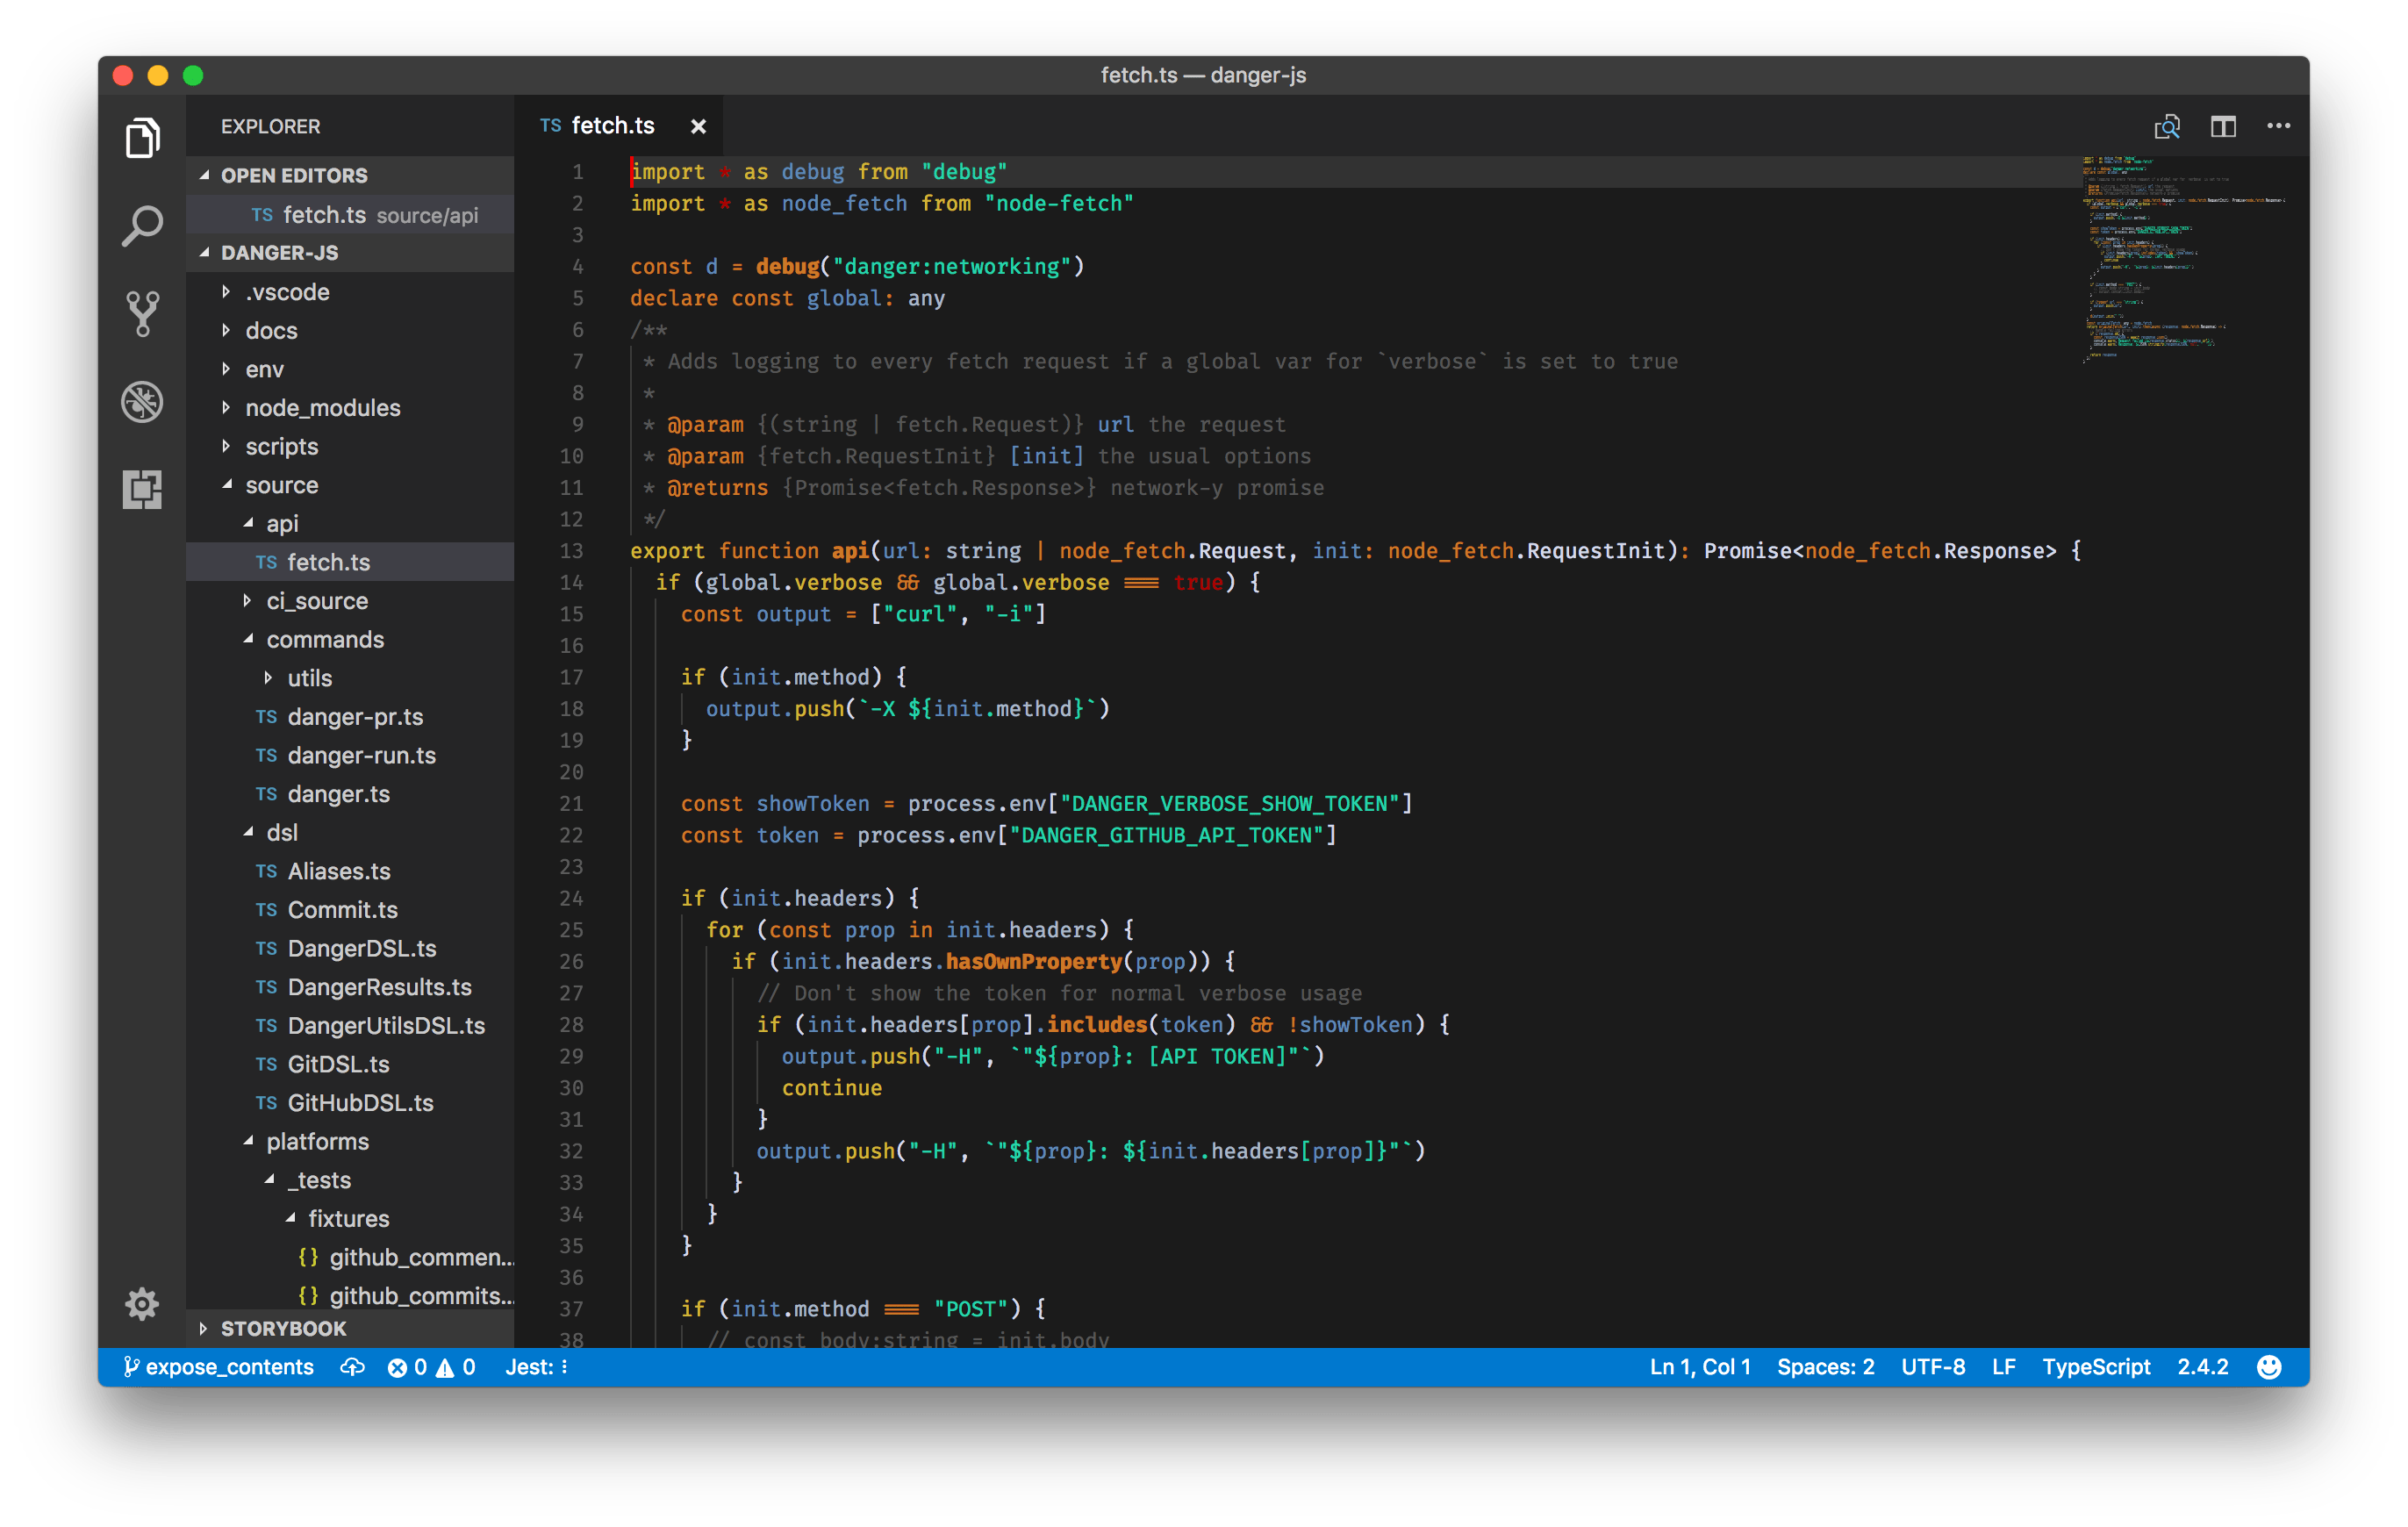 fetch.ts — danger-js
EXPLORER
OPEN EDITORS
TS fetch.ts source/api
DANGER-JS
.vscode
docs
env
node_modules
scripts
source
api
TS fetch.ts
ci_source
commands
utils
TS danger-pr.ts
TS danger-run.ts
TS danger.ts
dsl
TS Aliases.ts
TS Commit.ts
TS DangerDSL.ts
TS DangerResults.ts
TS DangerUtilsDSL.ts
TS GitDSL.ts
TS GitHubDSL.ts
platforms
_tests
fixtures
{} github_commen...
{} github_commits...
STORYBOOK
TS fetch.ts
1 import * as debug from "debug"
2 import * as node_fetch from "node-fetch"
3
4 const d = debug("danger:networking")
5 declare const global: any
6 /**
7 * Adds logging to every fetch request if a global var for `verbose` is set to true
8 *
9 * @param {(string | fetch.Request)} url the request
10 * @param {fetch.RequestInit} [init] the usual options
11 * @returns {Promise<fetch.Response>} network-y promise
12 */
13 export function api(url: string | node_fetch.Request, init: node_fetch.RequestInit): Promise<node_fetch.Response> {
14 if (global.verbose && global.verbose === true) {
15 const output = ["curl", "-i"]
16
17 if (init.method) {
18 output.push(`-X ${init.method}`)
19 }
20
21 const showToken = process.env["DANGER_VERBOSE_SHOW_TOKEN"]
22 const token = process.env["DANGER_GITHUB_API_TOKEN"]
23
24 if (init.headers) {
25 for (const prop in init.headers) {
26 if (init.headers.hasOwnProperty(prop)) {
27 // Don't show the token for normal verbose usage
28 if (init.headers[prop].includes(token) && !showToken) {
29 output.push("-H", `"${prop}: [API TOKEN]"`)
30 continue
31 }
32 output.push("-H", `"${prop}: ${init.headers[prop]}"`)
33 }
34 }
35 }
36
37 if (init.method === "POST") {
38 // const body:string = init.body
expose_contents 0 0 Jest:
Ln 1, Col 1 Spaces: 2 UTF-8 LF TypeScript 2.4.2